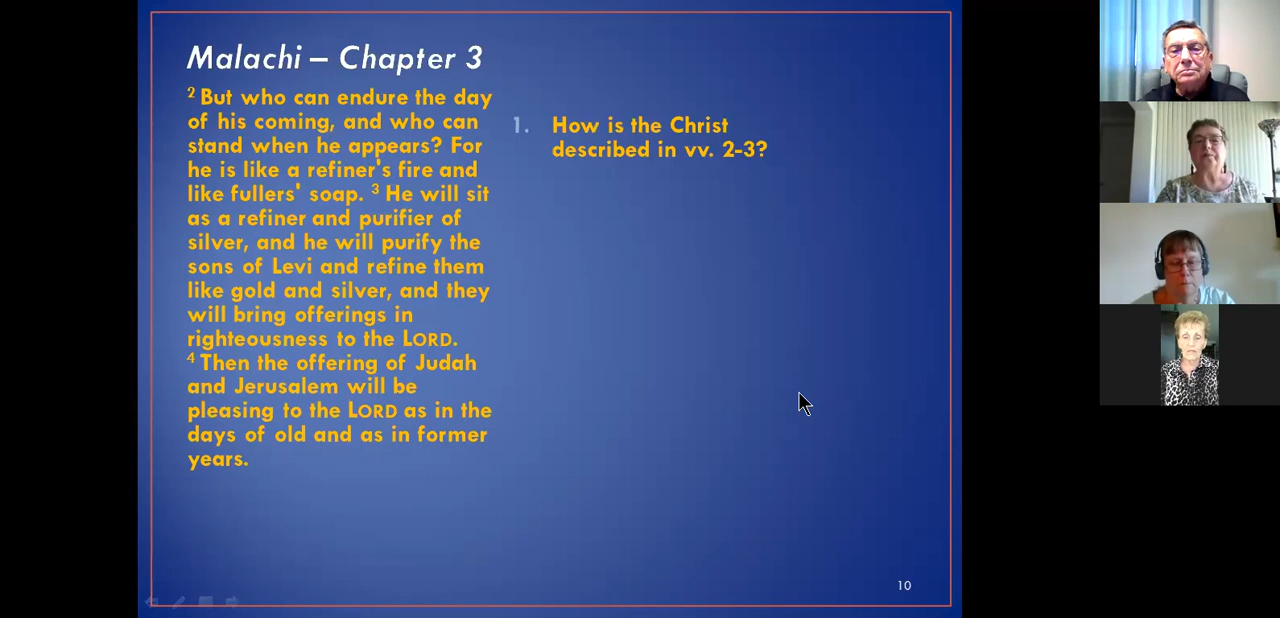 Malachi – Chapter 3
2 But who can endure the day
of his coming, and who can
stand when he appears? For
he is like a refiner's fire and
like fullers' soap. 3 He will sit
as a refiner and purifier of
silver, and he will purify the
sons of Levi and refine them
like gold and silver, and they
will bring offerings in
righteousness to the LORD.
4 Then the offering of Judah
and Jerusalem will be
pleasing to the LORD as in the
days of old and as in former
years.
1. How is the Christ
described in vv. 2-3?
10